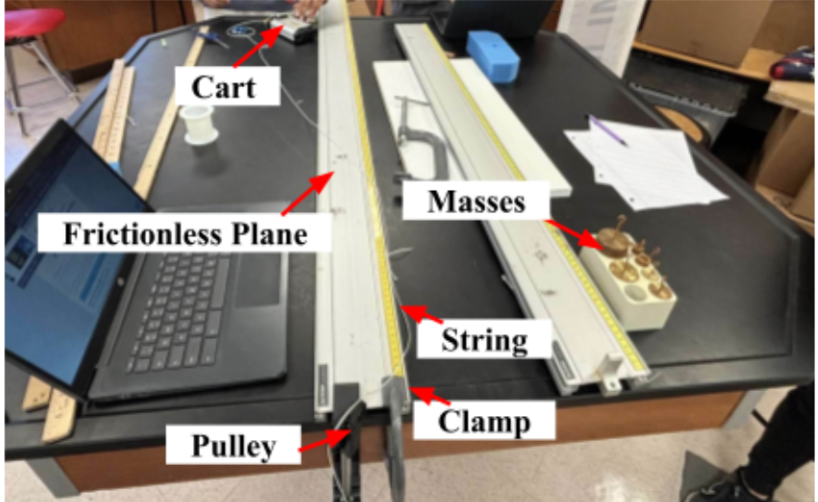 Cart
Masses
Frictionless Plane
String
Clamp
Pulley